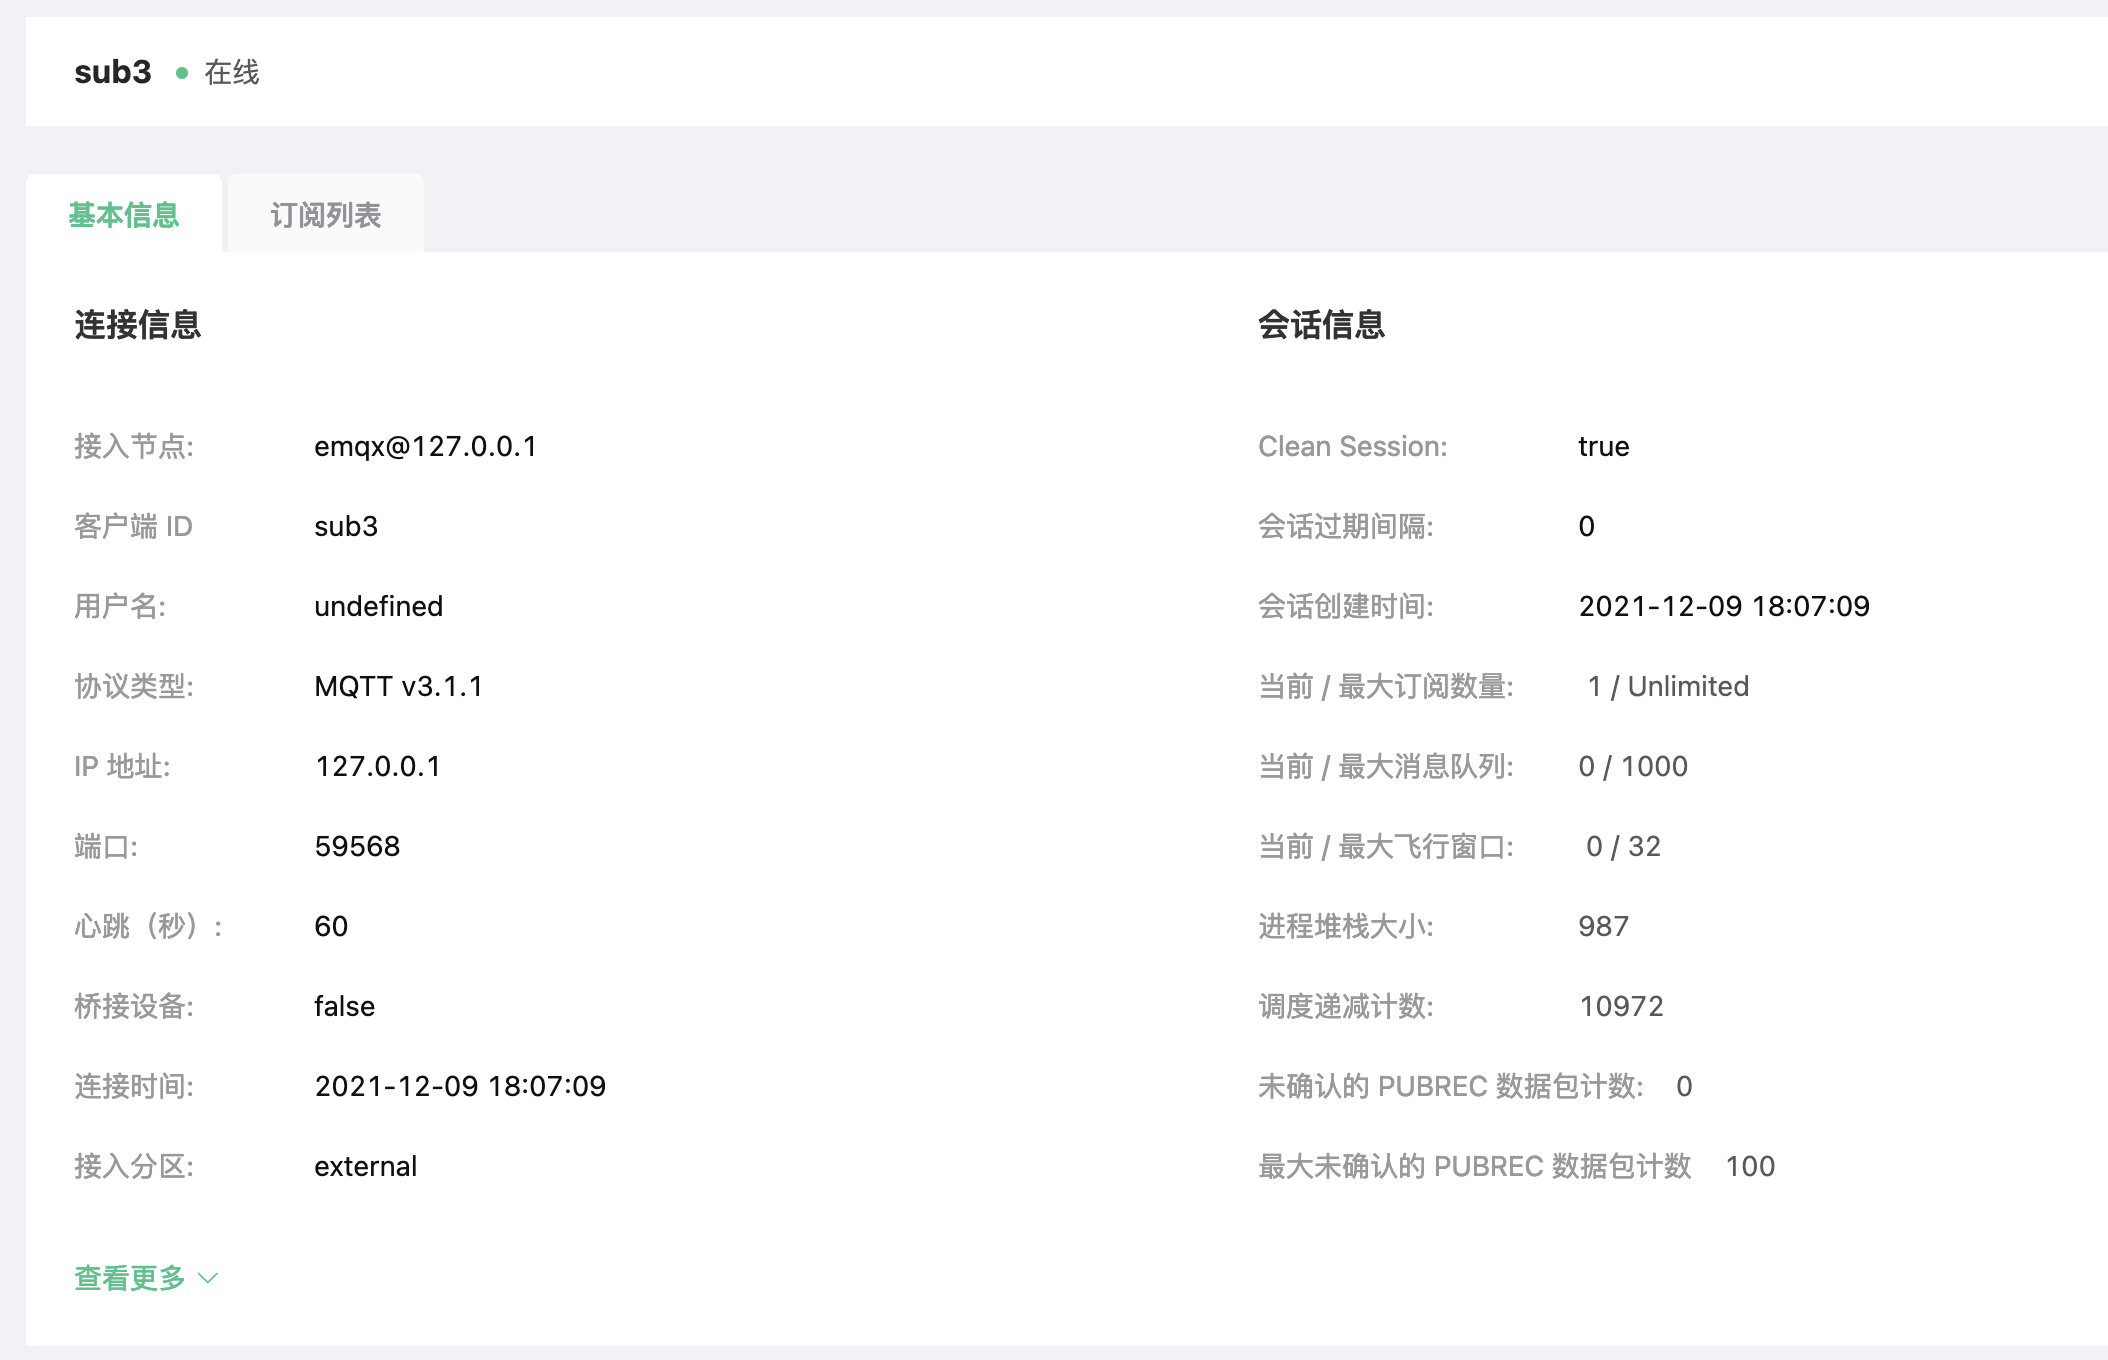 sub3 在线
基本信息 订阅列表
连接信息
接入节点: emqx@127.0.0.1
客户端 ID sub3
用户名: undefined
协议类型: MQTT v3.1.1
IP 地址: 127.0.0.1
端口: 59568
心跳（秒）: 60
桥接设备: false
连接时间: 2021-12-09 18:07:09
接入分区: external
查看更多
会话信息
Clean Session: true
会话过期间隔: 0
会话创建时间: 2021-12-09 18:07:09
当前 / 最大订阅数量: 1 / Unlimited
当前 / 最大消息队列: 0 / 1000
当前 / 最大飞行窗口: 0 / 32
进程堆栈大小: 987
调度递减计数: 10972
未确认的 PUBREC 数据包计数: 0
最大未确认的 PUBREC 数据包计数 100